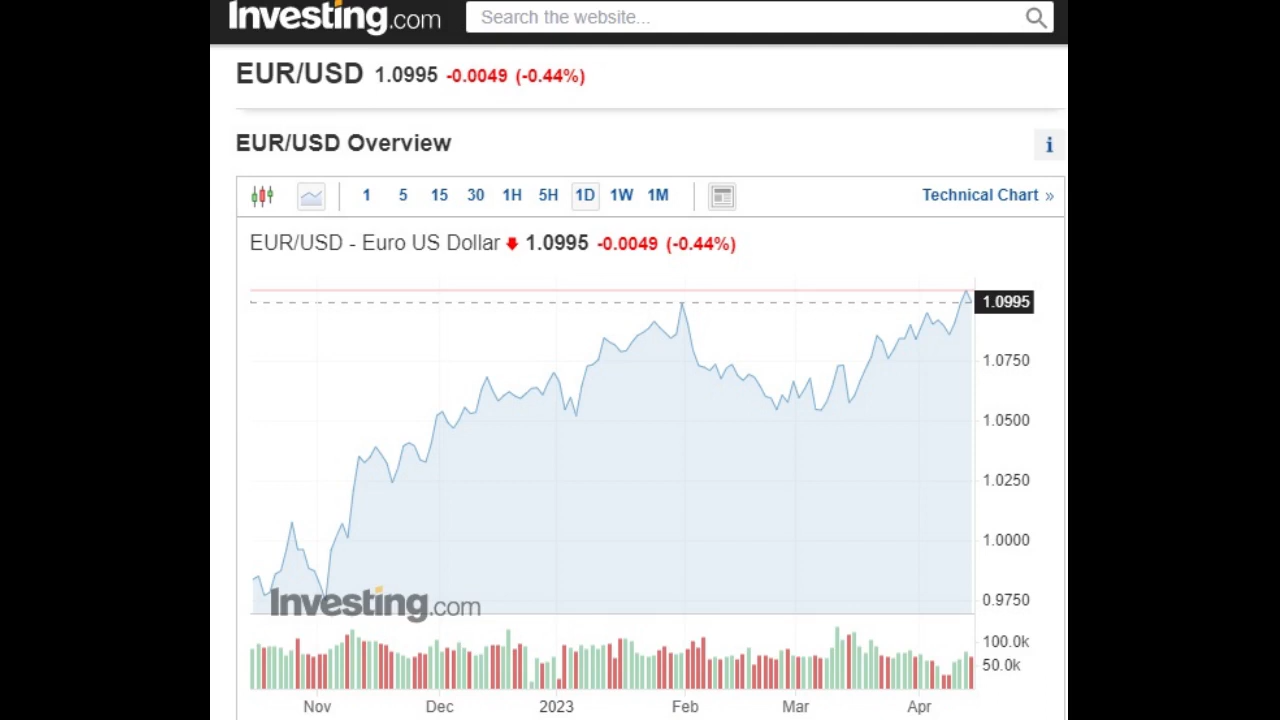 Investing.com
Search the website...
EUR/USD 1.0995 -0.0049 (-0.44%)
EUR/USD Overview
i
1 5 15 30 1H 5H 1D 1W 1M
Technical Chart »
EUR/USD - Euro US Dollar 1.0995 -0.0049 (-0.44%)
1.0995
1.0750
1.0500
1.0250
1.0000
0.9750
Investing.com
100.0k
50.0k
Nov Dec 2023 Feb Mar Apr